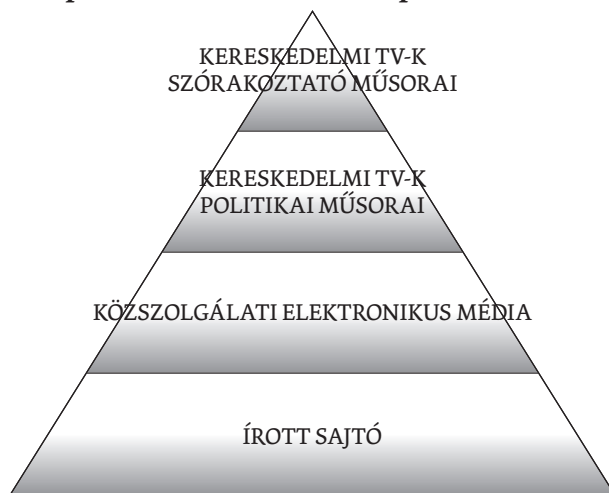 KERESKEDELMI TV-K
SZÓRAKOZTATÓ MŰSORAI
KERESKEDELMI TV-K
POLITIKAI MŰSORAI
KÖZSZOLGÁLATI ELEKTRONIKUS MÉDIA
ÍROTT SAJTÓ